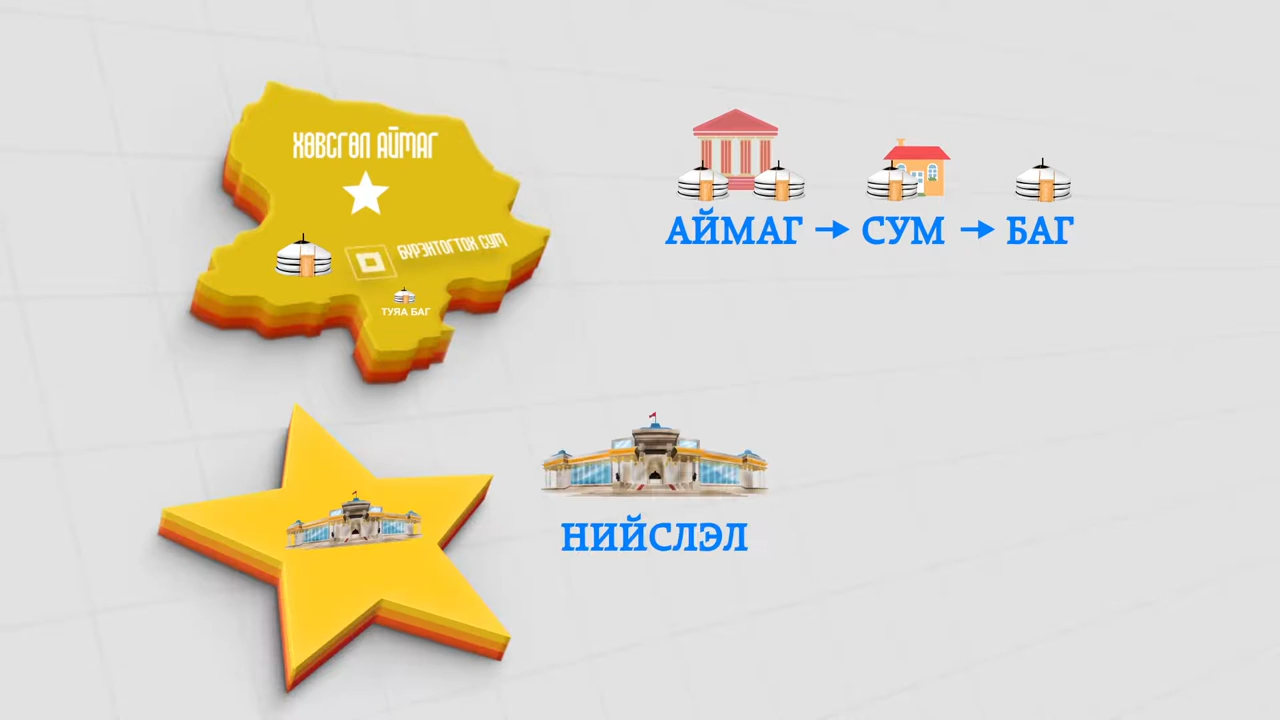 ХӨВСГӨЛ АЙМАГ
БҮРЭНТОГТОХ СУМ
ТУЯА БАГ
АЙМАГ → СУМ → БАГ
НИЙСЛЭЛ